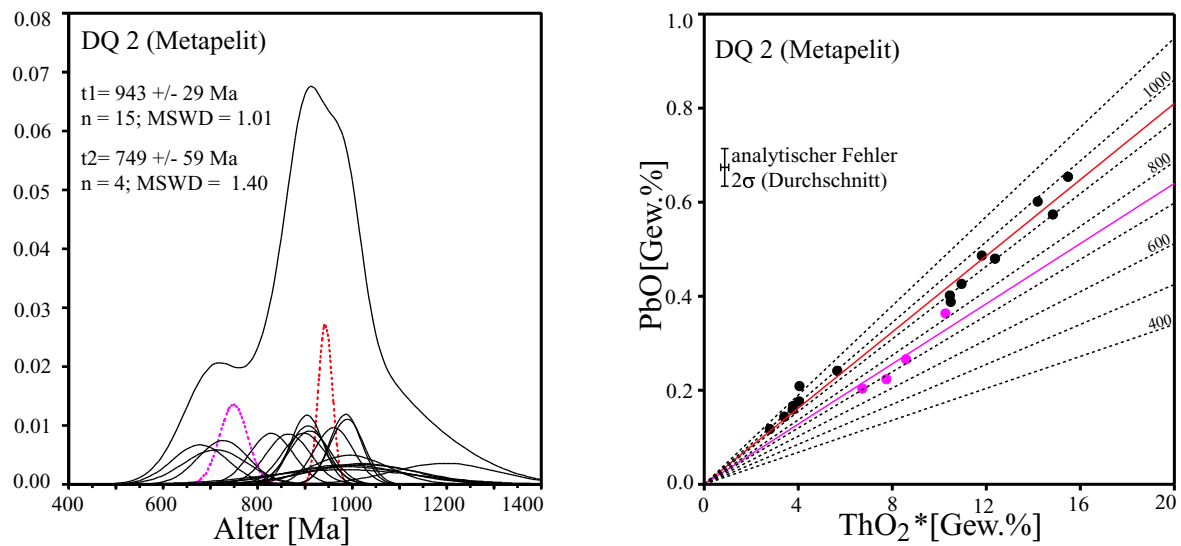 DQ 2 (Metapelit)
t1= 943 +/- 29 Ma
n = 15; MSWD = 1.01
t2= 749 +/- 59 Ma
n = 4; MSWD = 1.40
0.08
0.07
0.06
0.05
0.04
0.03
0.02
0.01
0.00
400
600
800
1000
1200
1400
Alter [Ma]
DQ 2 (Metapelit)
analytischer Fehler
2σ (Durchschnitt)
1000
800
600
400
PbO[Gew.%]
1.0
0.8
0.6
0.4
0.2
0.0
0
4
8
12
16
20
ThO₂*[Gew.%]